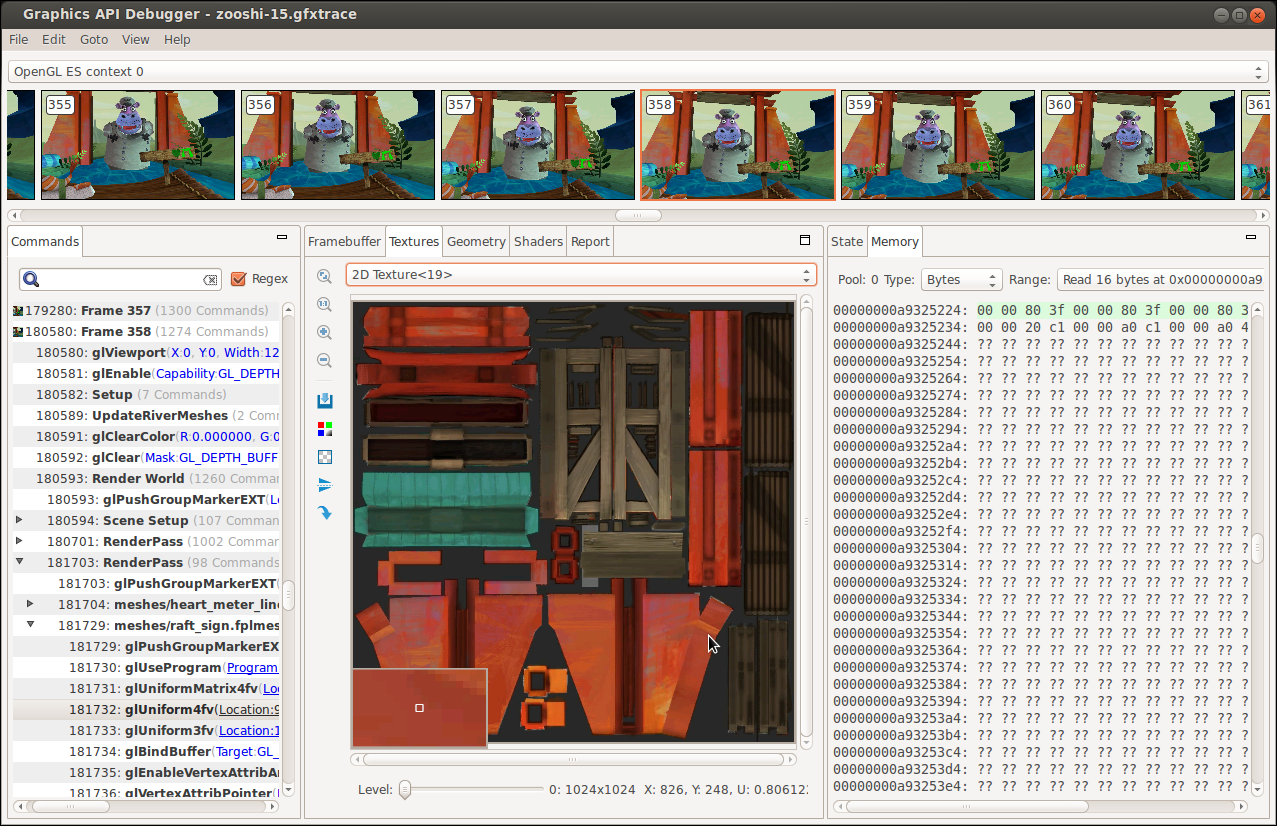 Graphics API Debugger - zooshi-15.gfxtrace
File Edit Goto View Help
OpenGL ES context 0
355 356 357 358 359 360 361
Commands
Regex
179280: Frame 357 (1300 Commands)
180580: Frame 358 (1274 Commands)
180580: glViewport(X:0, Y:0, Width:12
180581: glEnable(Capability:GL_DEPTH
180582: Setup (7 Commands)
180589: UpdateRiverMeshes (2 Comm
180591: glClearColor(R:0.000000, G:0
180592: glClear(Mask:GL_DEPTH_BUFF
180593: Render World (1260 Comman
180593: glPushGroupMarkerEXT(Le
180594: Scene Setup (107 Comman
180701: RenderPass (1002 Comman
181703: RenderPass (98 Commands
181703: glPushGroupMarkerEXT(
181704: meshes/heart_meter_line
181729: meshes/raft_sign.fplmes
181729: glPushGroupMarkerEX
181730: glUseProgram(Program
181731: glUniformMatrix4fv(Loc
181732: glUniform4fv(Location:9
181733: glUniform3fv(Location:1
181734: glBindBuffer(Target:GL_
181735: glEnableVertexAttribA
181736: glVertexAttribPointer(
Framebuffer Textures Geometry Shaders Report
2D Texture<19>
Level: 0: 1024x1024 X: 826, Y: 148, U: 0.80612
State Memory
Pool: 0 Type: Bytes Range: Read 16 bytes at 0x00000000a9
00000000a9325224: 00 00 80 3f 00 00 80 3f 00 00 80 3
00000000a9325234: 00 00 20 c1 00 00 a0 c1 00 00 a0 4
00000000a9325244: ?? ?? ?? ?? ?? ?? ?? ?? ?? ?? ?? ?
00000000a9325254: ?? ?? ?? ?? ?? ?? ?? ?? ?? ?? ?? ?
00000000a9325264: ?? ?? ?? ?? ?? ?? ?? ?? ?? ?? ?? ?
00000000a9325274: ?? ?? ?? ?? ?? ?? ?? ?? ?? ?? ?? ?
00000000a9325284: ?? ?? ?? ?? ?? ?? ?? ?? ?? ?? ?? ?
00000000a9325294: ?? ?? ?? ?? ?? ?? ?? ?? ?? ?? ?? ?
00000000a93252a4: ?? ?? ?? ?? ?? ?? ?? ?? ?? ?? ?? ?
00000000a93252b4: ?? ?? ?? ?? ?? ?? ?? ?? ?? ?? ?? ?
00000000a93252c4: ?? ?? ?? ?? ?? ?? ?? ?? ?? ?? ?? ?
00000000a93252d4: ?? ?? ?? ?? ?? ?? ?? ?? ?? ?? ?? ?
00000000a93252e4: ?? ?? ?? ?? ?? ?? ?? ?? ?? ?? ?? ?
00000000a93252f4: ?? ?? ?? ?? ?? ?? ?? ?? ?? ?? ?? ?
00000000a9325304: ?? ?? ?? ?? ?? ?? ?? ?? ?? ?? ?? ?
00000000a9325314: ?? ?? ?? ?? ?? ?? ?? ?? ?? ?? ?? ?
00000000a9325324: ?? ?? ?? ?? ?? ?? ?? ?? ?? ?? ?? ?
00000000a9325334: ?? ?? ?? ?? ?? ?? ?? ?? ?? ?? ?? ?
00000000a9325344: ?? ?? ?? ?? ?? ?? ?? ?? ?? ?? ?? ?
00000000a9325354: ?? ?? ?? ?? ?? ?? ?? ?? ?? ?? ?? ?
00000000a9325364: ?? ?? ?? ?? ?? ?? ?? ?? ?? ?? ?? ?
00000000a9325374: ?? ?? ?? ?? ?? ?? ?? ?? ?? ?? ?? ?
00000000a9325384: ?? ?? ?? ?? ?? ?? ?? ?? ?? ?? ?? ?
00000000a9325394: ?? ?? ?? ?? ?? ?? ?? ?? ?? ?? ?? ?
00000000a93253a4: ?? ?? ?? ?? ?? ?? ?? ?? ?? ?? ?? ?
00000000a93253b4: ?? ?? ?? ?? ?? ?? ?? ?? ?? ?? ?? ?
00000000a93253c4: ?? ?? ?? ?? ?? ?? ?? ?? ?? ?? ?? ?
00000000a93253d4: ?? ?? ?? ?? ?? ?? ?? ?? ?? ?? ?? ?
00000000a93253e4: ?? ?? ?? ?? ?? ?? ?? ?? ?? ?? ?? ?